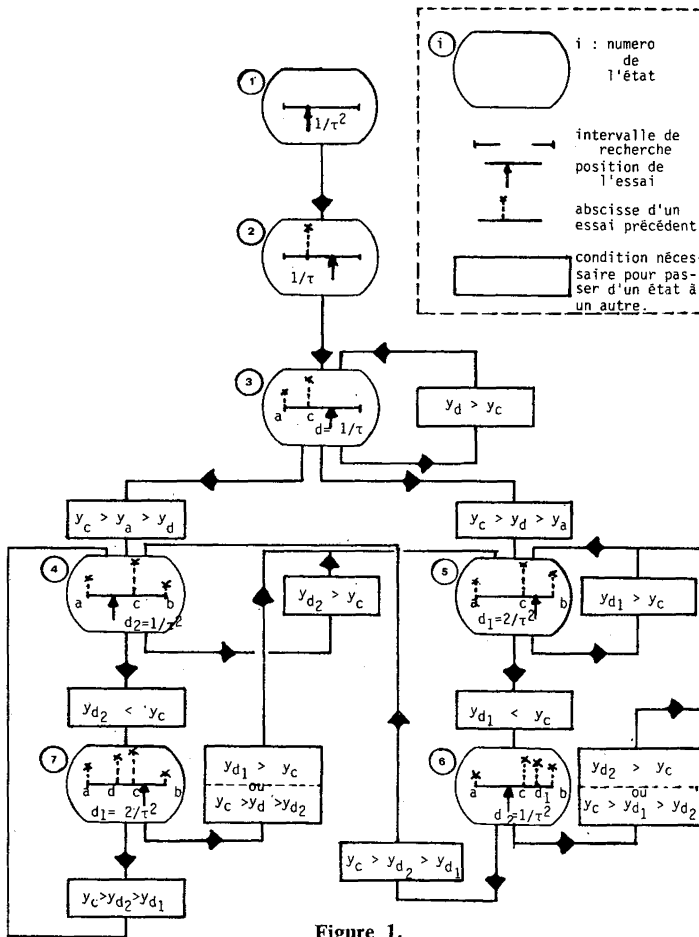 1
1/τ²
i
i : numero
de
l'état
intervalle de
recherche
position de
l'essai
abscisse d'un
essai précédent
condition néces-
saire pour pas-
ser d'un état à
un autre.
2
1/τ
3
a c
d= 1/τ
y_d > y_c
y_c > y_a > y_d
y_c > y_d > y_a
4
a c b
d_2=1/τ²
y_{d_2} > y_c
5
a c b
d_1=2/τ²
y_{d_1} > y_c
y_{d_2} < y_c
y_{d_1} < y_c
7
a d c b
d_1= 2/τ²
y_{d_1} > y_c
ou
y_c >y_d >y_{d_2}
6
a c d_1 b
d_2=1/τ²
y_{d_2} > y_c
ou
y_c > y_{d_1} > y_{d_2}
y_c > y_{d_2} > y_{d_1}
y_c>y_{d_2}>y_{d_1}
Figure 1.